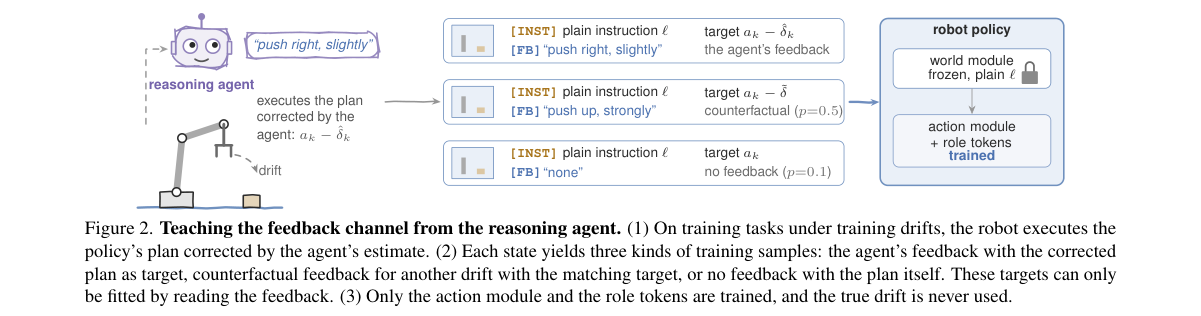 “push right, slightly”
reasoning agent
executes the plan
corrected by the
agent: a_k − δ̂_k
drift
[INST] plain instruction ℓ target a_k − δ̂_k
[FB] “push right, slightly” the agent’s feedback
[INST] plain instruction ℓ target a_k − δ̃
[FB] “push up, strongly” counterfactual (p=0.5)
[INST] plain instruction ℓ target a_k
[FB] “none” no feedback (p=0.1)
robot policy
world module
frozen, plain ℓ
action module
+ role tokens
trained
Figure 2. Teaching the feedback channel from the reasoning agent. (1) On training tasks under training drifts, the robot executes the
policy’s plan corrected by the agent’s estimate. (2) Each state yields three kinds of training samples: the agent’s feedback with the corrected
plan as target, counterfactual feedback for another drift with the matching target, or no feedback with the plan itself. These targets can only
be fitted by reading the feedback. (3) Only the action module and the role tokens are trained, and the true drift is never used.